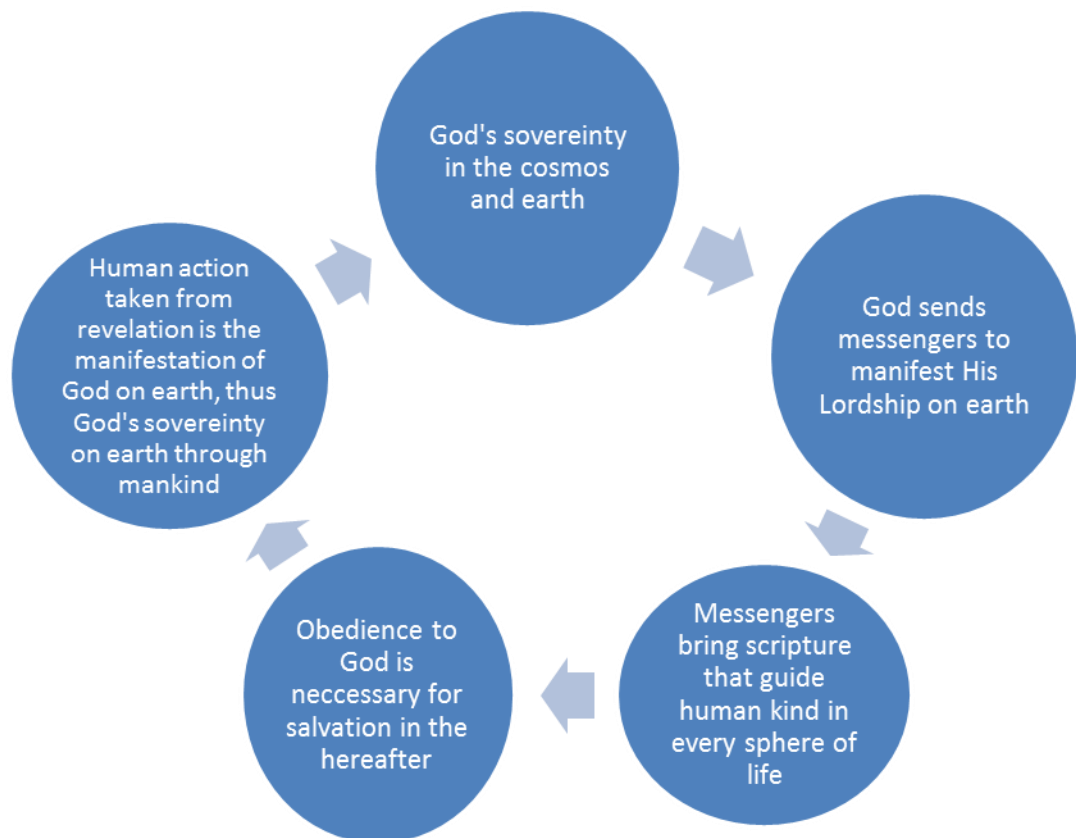 God's sovereinty
in the cosmos
and earth
God sends
messengers to
manifest His
Lordship on earth
Messengers
bring scripture
that guide
human kind in
every sphere of
life
Obedience to
God is
neccessary for
salvation in the
hereafter
Human action
taken from
revelation is the
manifestation of
God on earth, thus
God's sovereinty
on earth through
mankind